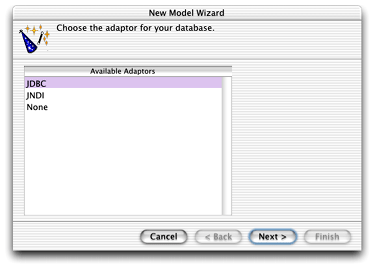 New Model Wizard
Choose the adaptor for your database.
Available Adaptors
JDBC
JNDI
None
Cancel
< Back
Next >
Finish